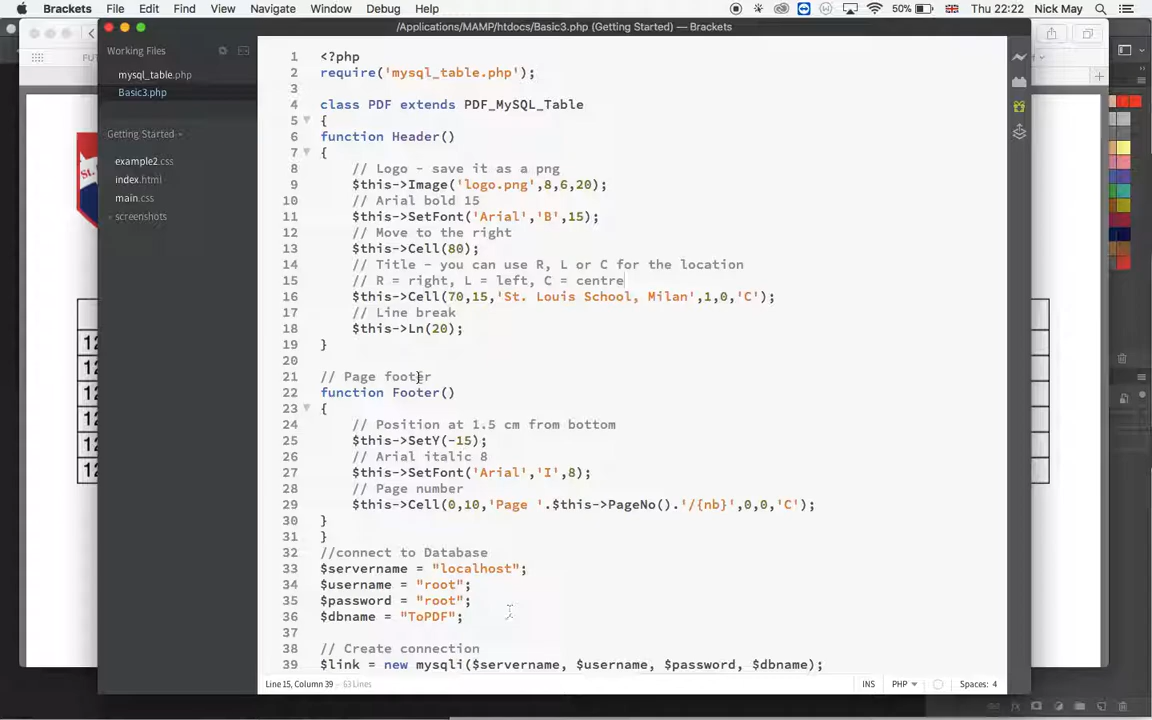 Brackets File Edit Find View Navigate Window Debug Help 50% Thu 22:22 Nick May
/Applications/MAMP/htdocs/Basic3.php (Getting Started) — Brackets
Working Files
mysql_table.php
Basic3.php
Getting Started
example2.css
index.html
main.css
screenshots
1 <?php
2 require('mysql_table.php');
3
4 class PDF extends PDF_MySQL_Table
5 {
6 function Header()
7 {
8 // Logo - save it as a png
9 $this->Image('logo.png',8,6,20);
10 // Arial bold 15
11 $this->SetFont('Arial','B',15);
12 // Move to the right
13 $this->Cell(80);
14 // Title - you can use R, L or C for the location
15 // R = right, L = left, C = centre
16 $this->Cell(70,15,'St. Louis School, Milan',1,0,'C');
17 // Line break
18 $this->Ln(20);
19 }
20
21 // Page footer
22 function Footer()
23 {
24 // Position at 1.5 cm from bottom
25 $this->SetY(-15);
26 // Arial italic 8
27 $this->SetFont('Arial','I',8);
28 // Page number
29 $this->Cell(0,10,'Page '.$this->PageNo().'/{nb}',0,0,'C');
30 }
31 }
32 //connect to Database
33 $servername = "localhost";
34 $username = "root";
35 $password = "root";
36 $dbname = "ToPDF";
37
38 // Create connection
39 $link = new mysqli($servername, $username, $password, $dbname);
Line 15, Column 39 — 63 Lines
INS PHP Spaces: 4
St.
12
12
12
12
12
12